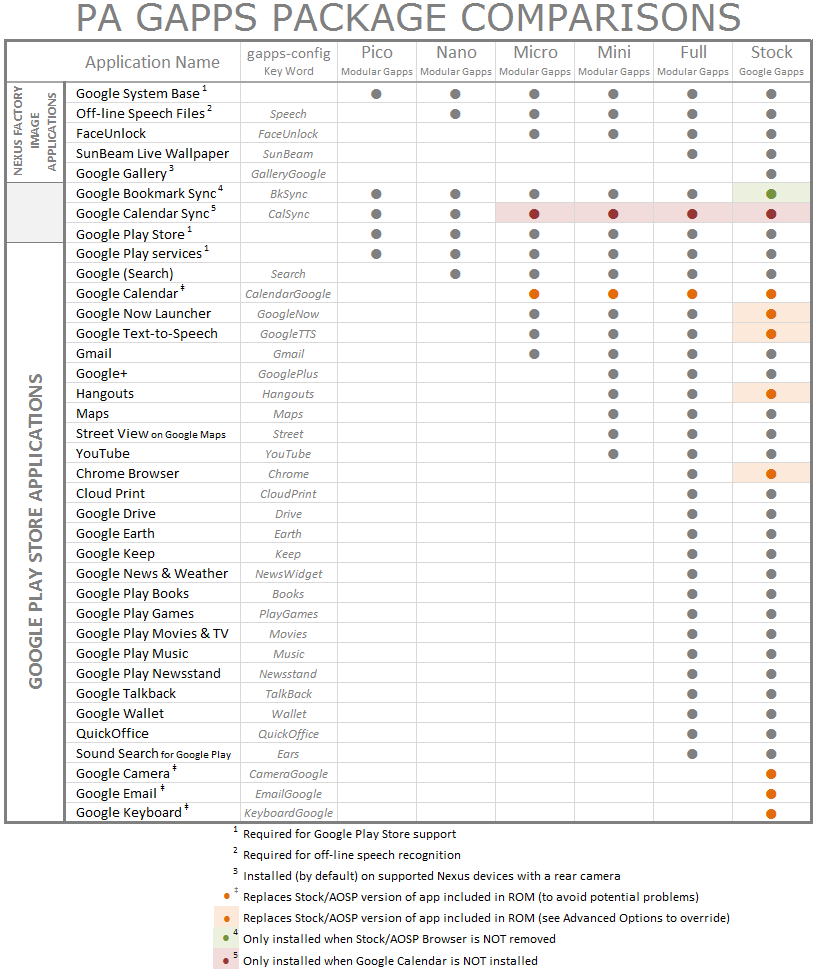 PA GAPPS PACKAGE COMPARISONS
Application Name gapps-config Key Word Pico Modular Gapps Nano Modular Gapps Micro Modular Gapps Mini Modular Gapps Full Modular Gapps Stock Google Gapps
NEXUS FACTORY IMAGE APPLICATIONS
Google System Base 1 ● ● ● ● ● ●
Off-line Speech Files 2 Speech ● ● ● ● ●
FaceUnlock FaceUnlock ● ● ● ●
SunBeam Live Wallpaper SunBeam ● ●
Google Gallery 3 GalleryGoogle ●
Google Bookmark Sync 4 BkSync ● ● ● ● ● ●
Google Calendar Sync 5 CalSync ● ● ● ● ● ●
Google Play Store 1 ● ● ● ● ● ●
GOOGLE PLAY STORE APPLICATIONS
Google Play services 1 ● ● ● ● ● ●
Google (Search) Search ● ● ● ● ●
Google Calendar ‡ CalendarGoogle ● ● ● ●
Google Now Launcher GoogleNow ● ● ● ●
Google Text-to-Speech GoogleTTS ● ● ● ●
Gmail Gmail ● ● ● ●
Google+ GooglePlus ● ● ●
Hangouts Hangouts ● ● ●
Maps Maps ● ● ●
Street View on Google Maps Street ● ● ●
YouTube YouTube ● ● ●
Chrome Browser Chrome ● ●
Cloud Print CloudPrint ● ●
Google Drive Drive ● ●
Google Earth Earth ● ●
Google Keep Keep ● ●
Google News & Weather NewsWidget ● ●
Google Play Books Books ● ●
Google Play Games PlayGames ● ●
Google Play Movies & TV Movies ● ●
Google Play Music Music ● ●
Google Play Newsstand Newsstand ● ●
Google Talkback TalkBack ● ●
Google Wallet Wallet ● ●
QuickOffice QuickOffice ● ●
Sound Search for Google Play Ears ● ●
Google Camera ‡ CameraGoogle ●
Google Email ‡ EmailGoogle ●
Google Keyboard ‡ KeyboardGoogle ●
1 Required for Google Play Store support
2 Required for off-line speech recognition
3 Installed (by default) on supported Nexus devices with a rear camera
● ‡ Replaces Stock/AOSP version of app included in ROM (to avoid potential problems)
● Replaces Stock/AOSP version of app included in ROM (see Advanced Options to override)
● 4 Only installed when Stock/AOSP Browser is NOT removed
● 5 Only installed when Google Calendar is NOT installed